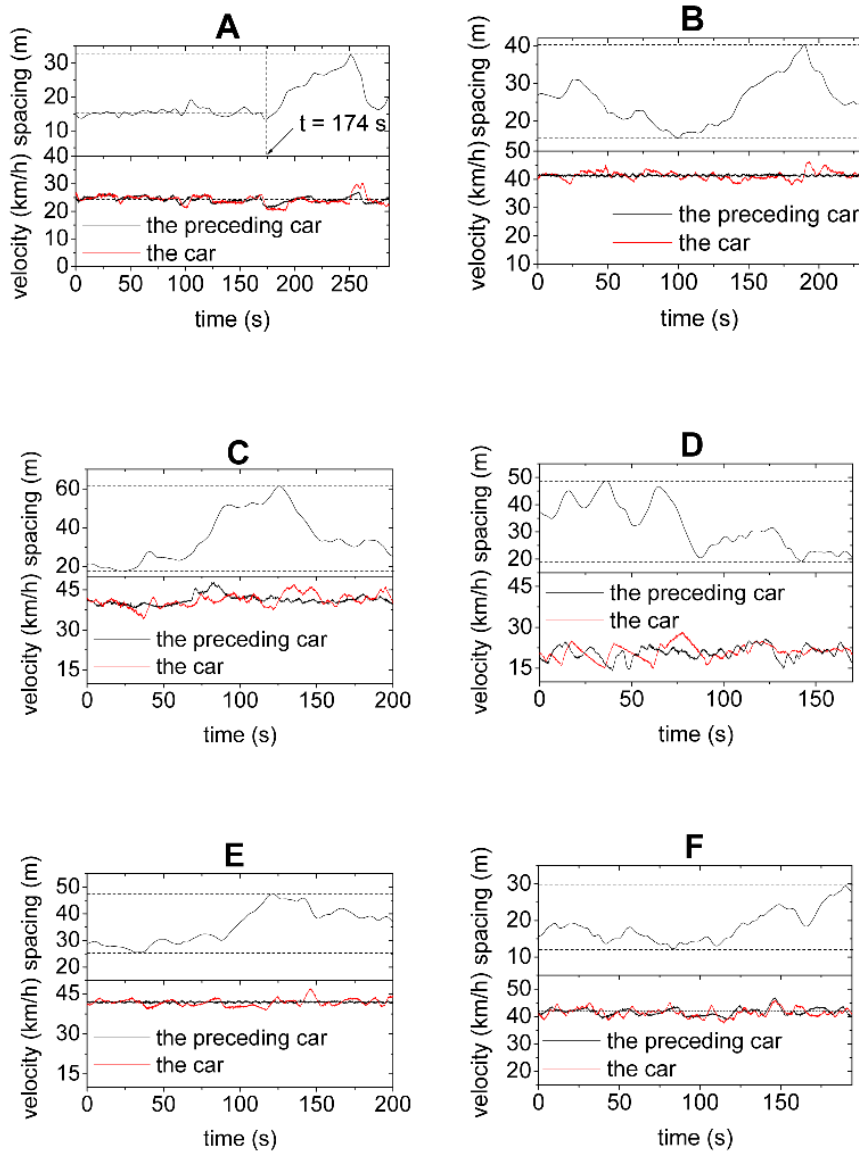 A
velocity (km/h) spacing (m)
30
20
10
40
t = 174 s
30
20
10
0
the preceding car
the car
0 50 100 150 200 250
time (s)
B
velocity (km/h) spacing (m)
40
30
20
50
40
30
20
10
the preceding car
the car
0 50 100 150 200
time (s)
C
velocity (km/h) spacing (m)
60
40
20
45
30
15
the preceding car
the car
0 50 100 150 200
time (s)
D
velocity (km/h) spacing (m)
50
40
30
20
45
30
15
the preceding car
the car
0 50 100 150
time (s)
E
velocity (km/h) spacing (m)
50
40
30
20
45
30
15
the preceding car
the car
0 50 100 150 200
time (s)
F
velocity (km/h) spacing (m)
30
20
10
50
40
30
20
the preceding car
the car
0 50 100 150
time (s)